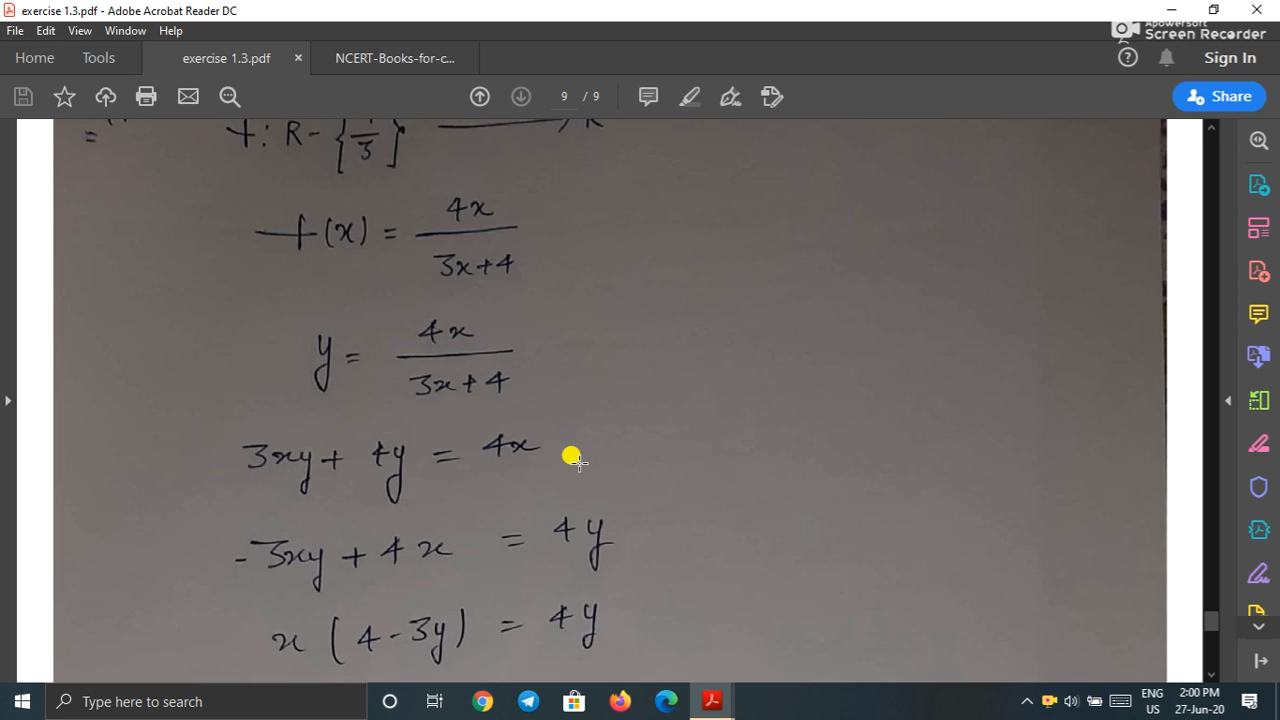 exercise 1.3.pdf - Adobe Acrobat Reader DC
Apowersoft
Screen Recorder
File Edit View Window Help
Home Tools exercise 1.3.pdf × NCERT-Books-for-c... Sign In
9 / 9 Share
f: R - { /3} R
f(x) = 4x / 3x+4
y = 4x / 3x+4
3xy + 4y = 4x
-3xy + 4x = 4y
x (4 - 3y) = 4y
Type here to search
ENG 2:00 PM
US 27-Jun-20